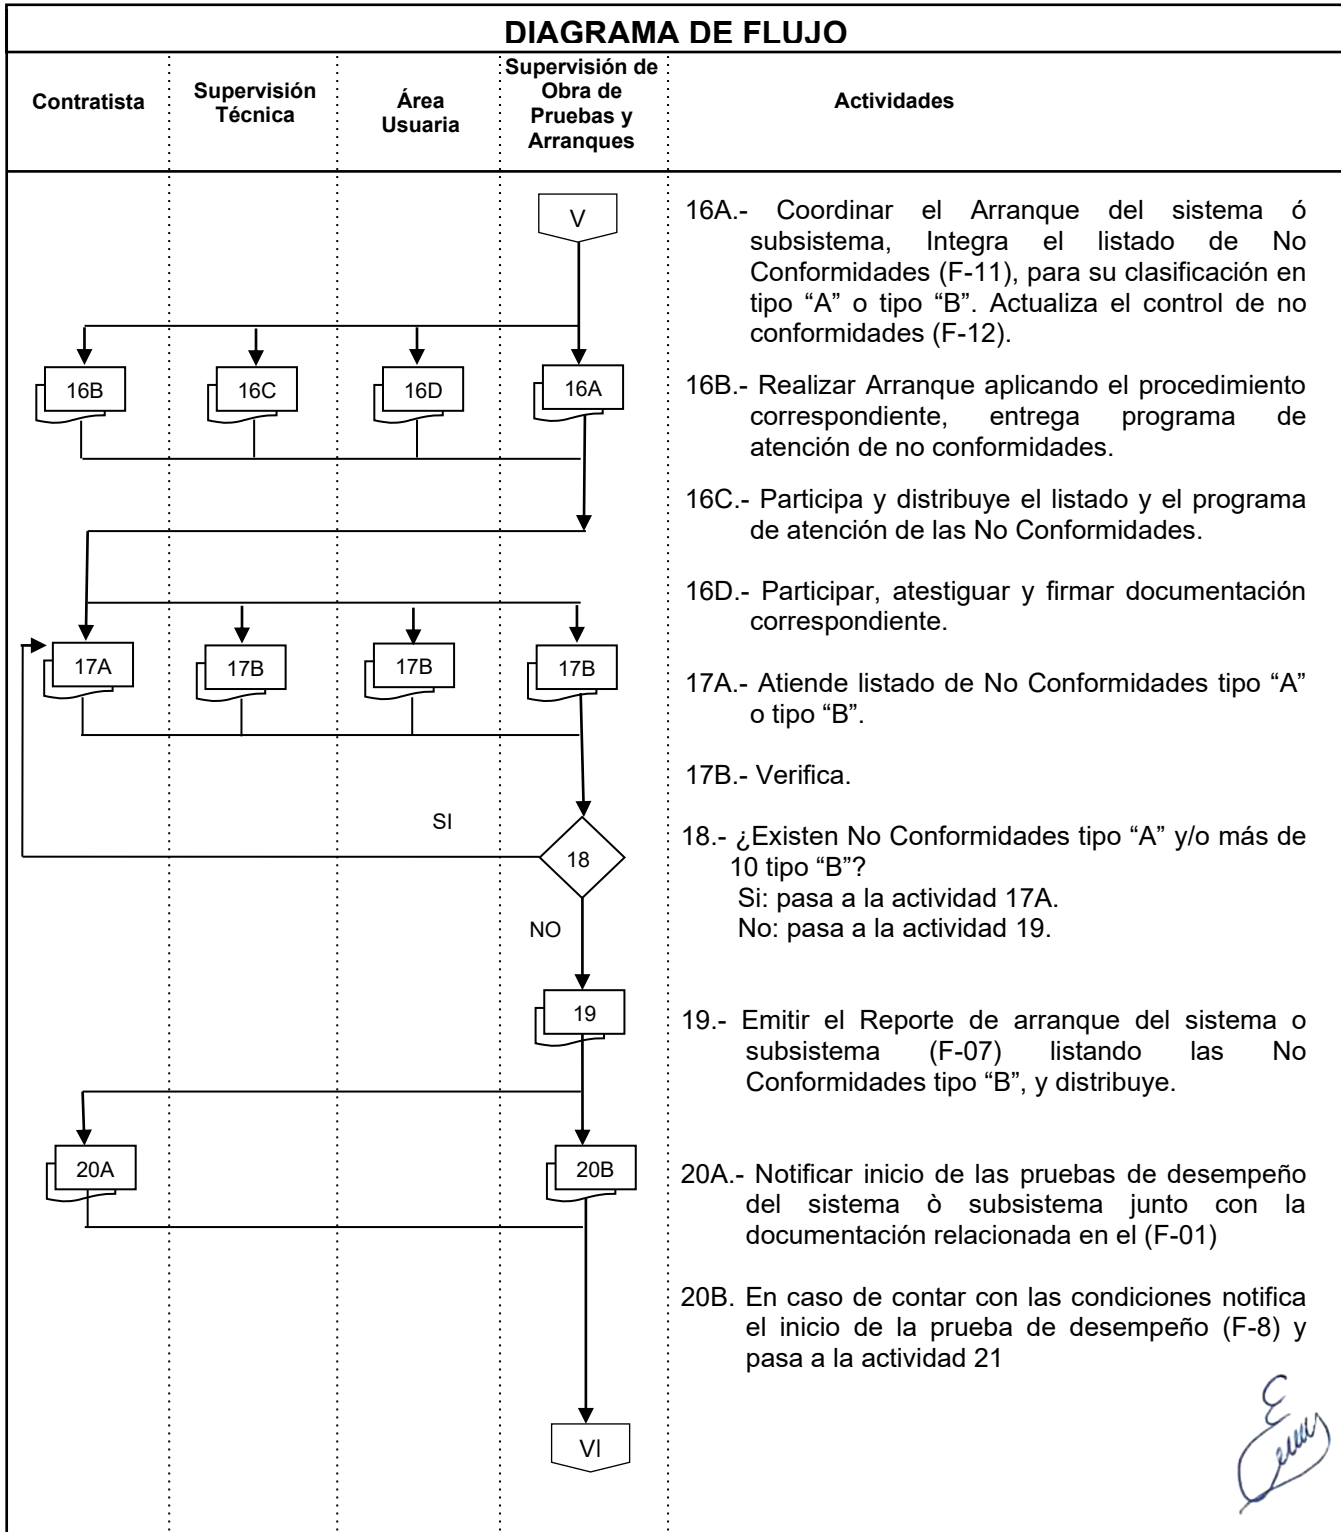 DIAGRAMA DE FLUJO
Contratista
Supervisión
Técnica
Área
Usuaria
Supervisión de
Obra de
Pruebas y
Arranques
Actividades
V
16B
16C
16D
16A
17A
17B
17B
17B
SI
18
NO
19
20A
20B
VI
16A.- Coordinar el Arranque del sistema ó
subsistema, Integra el listado de No
Conformidades (F-11), para su clasificación en
tipo “A” o tipo “B”. Actualiza el control de no
conformidades (F-12).
16B.- Realizar Arranque aplicando el procedimiento
correspondiente, entrega programa de
atención de no conformidades.
16C.- Participa y distribuye el listado y el programa
de atención de las No Conformidades.
16D.- Participar, atestiguar y firmar documentación
correspondiente.
17A.- Atiende listado de No Conformidades tipo “A”
o tipo “B”.
17B.- Verifica.
18.- ¿Existen No Conformidades tipo “A” y/o más de
10 tipo “B”?
Si: pasa a la actividad 17A.
No: pasa a la actividad 19.
19.- Emitir el Reporte de arranque del sistema o
subsistema (F-07) listando las No
Conformidades tipo “B”, y distribuye.
20A.- Notificar inicio de las pruebas de desempeño
del sistema ò subsistema junto con la
documentación relacionada en el (F-01)
20B. En caso de contar con las condiciones notifica
el inicio de la prueba de desempeño (F-8) y
pasa a la actividad 21